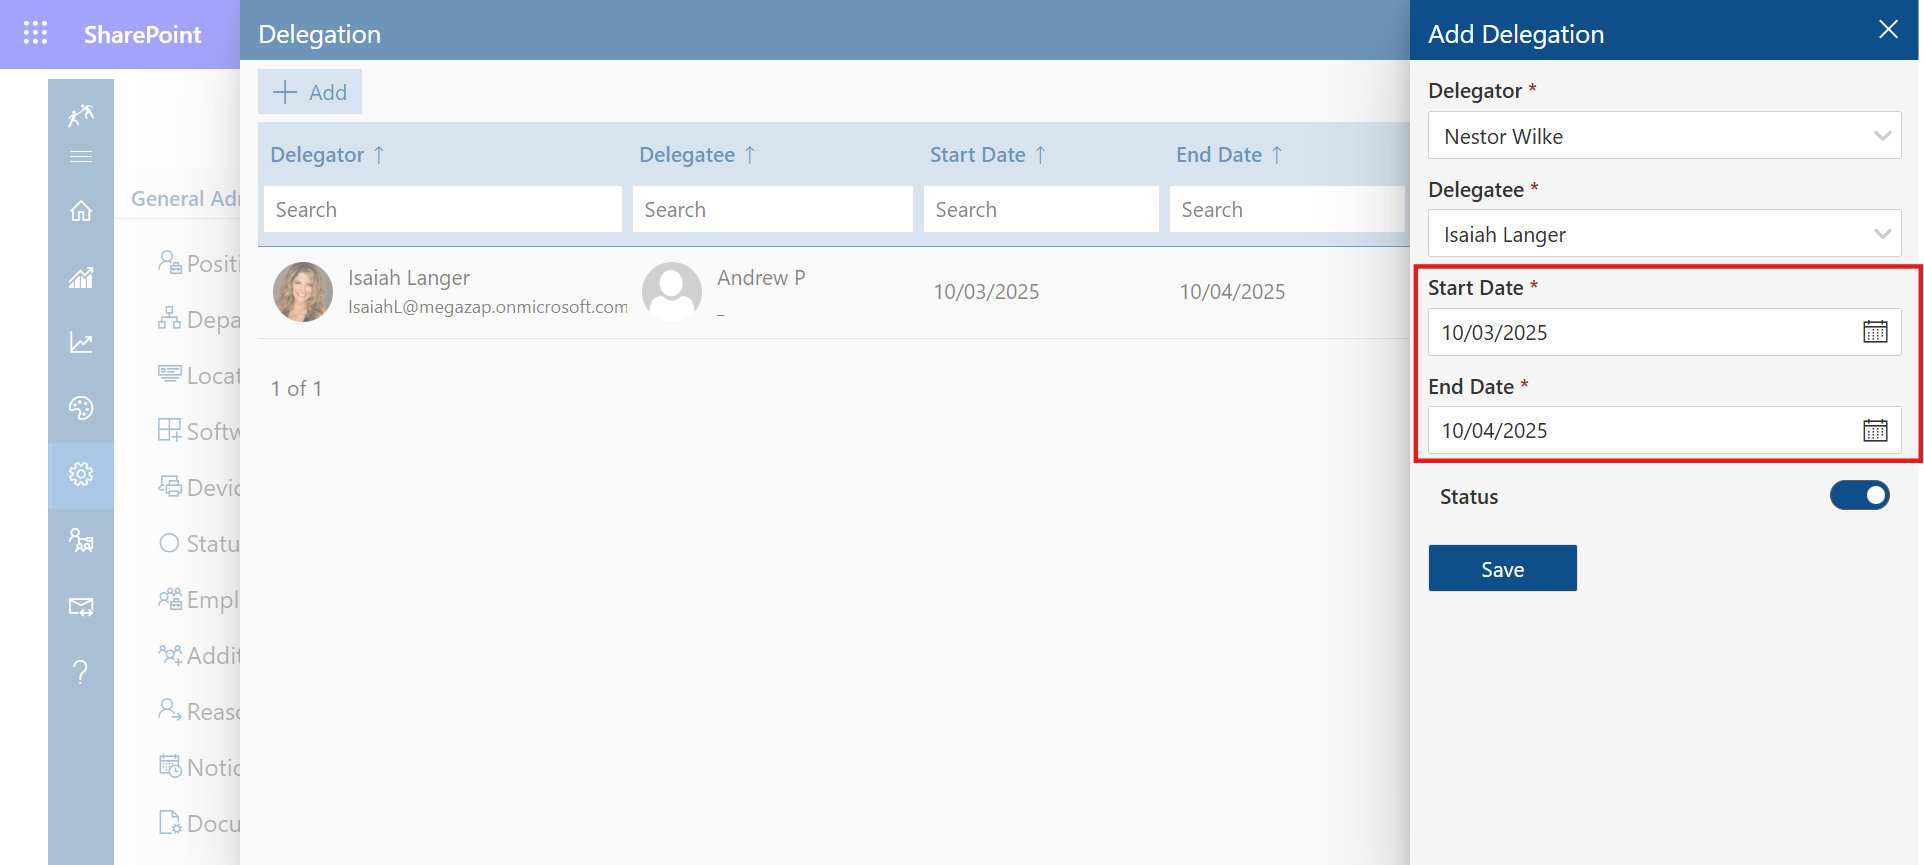 SharePoint
Delegation
Add
Delegator ↑
Delegatee ↑
Start Date ↑
End Date ↑
Search
Search
Search
Search
Isaiah Langer
IsaiahL@megazap.onmicrosoft.com
Andrew P
_
10/03/2025
10/04/2025
1 of 1
General Adr
Positi
Depa
Locat
Softw
Devic
Statu
Empl
Addit
Reaso
Notic
Docu
Add Delegation
Delegator *
Nestor Wilke
Delegatee *
Isaiah Langer
Start Date *
10/03/2025
End Date *
10/04/2025
Status
Save